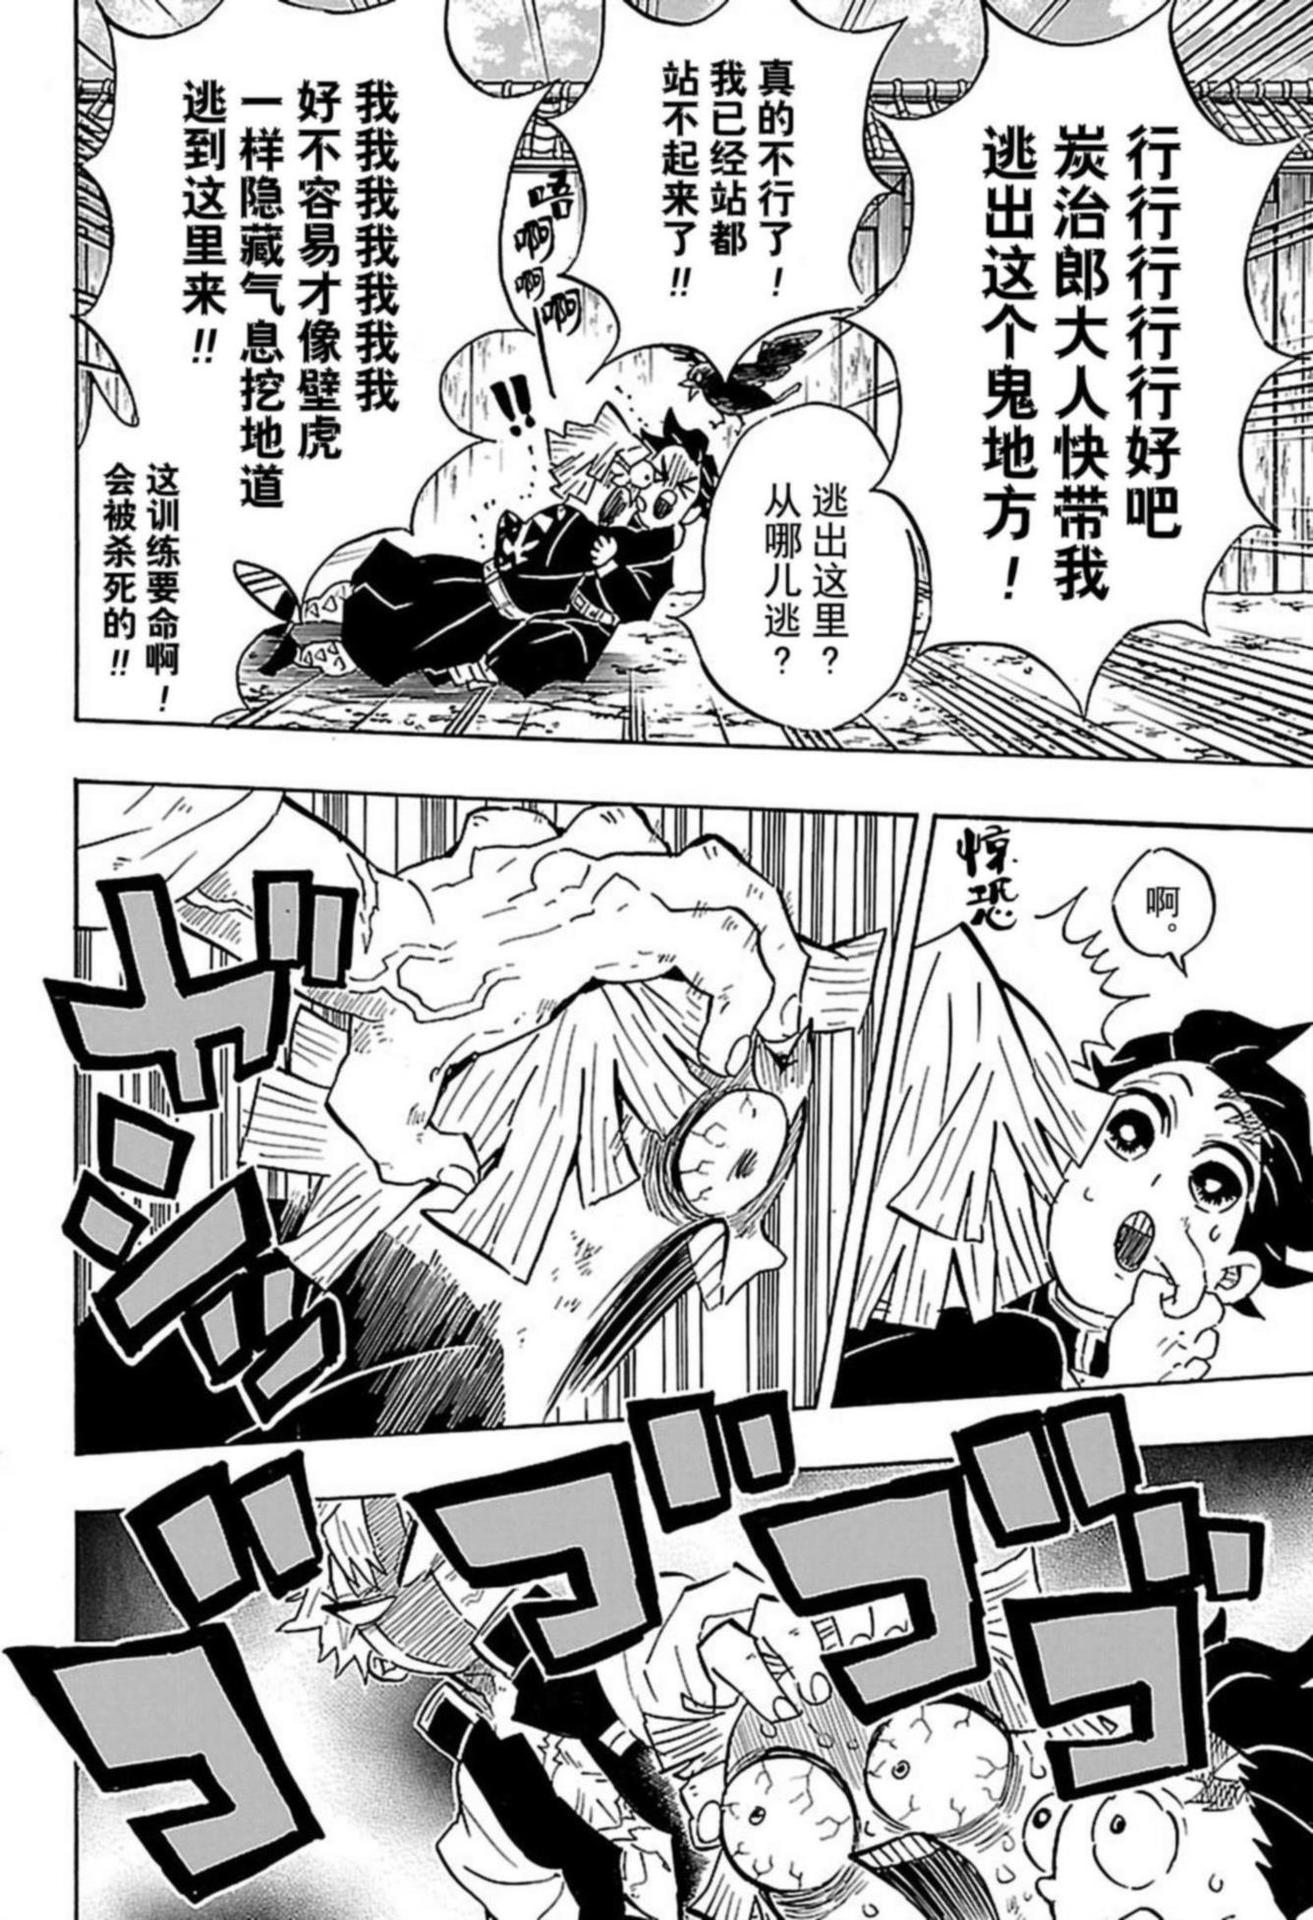 行行行行行好吧
炭治郎大人快带我
逃出这个鬼地方!
真的不行了!
我已经站都
站不起来了!!
逃出这里?
从哪儿逃?
唔啊啊啊
!!
我我我我我我
好不容易才像壁虎
一样隐藏气息挖地道
逃到这里来!!
这训练要命啊!
会被杀死的!!
啊。
惊恐
ガシッ
ゴゴゴゴ